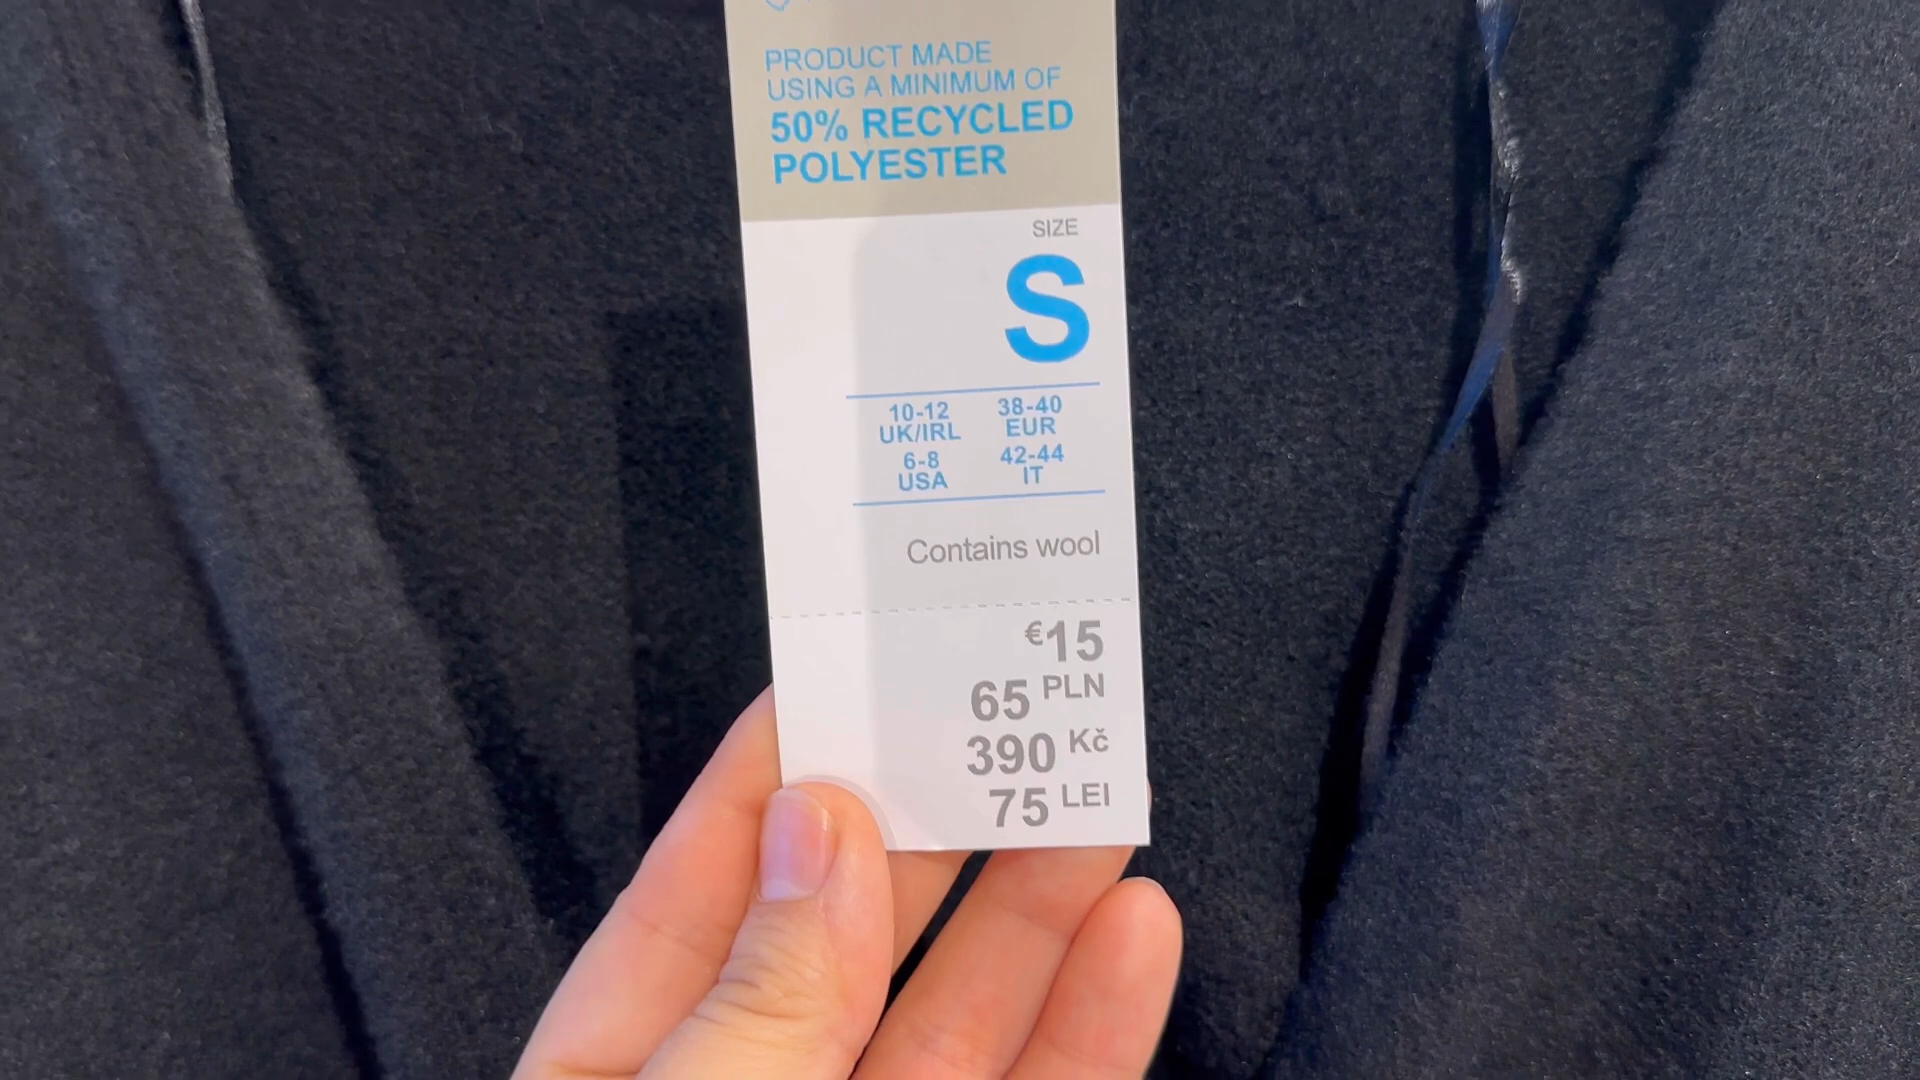 PRODUCT MADE
USING A MINIMUM OF
50% RECYCLED
POLYESTER
SIZE
S
10-12 38-40
UK/IRL EUR
6-8 42-44
USA IT
Contains wool
€15
65 PLN
390 Kč
75 LEI